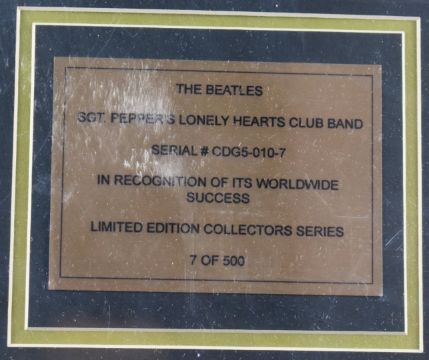 THE BEATLES
SGT. PEPPER'S LONELY HEARTS CLUB BAND
SERIAL # CDG5-010-7
IN RECOGNITION OF ITS WORLDWIDE
SUCCESS
LIMITED EDITION COLLECTORS SERIES
7 OF 500